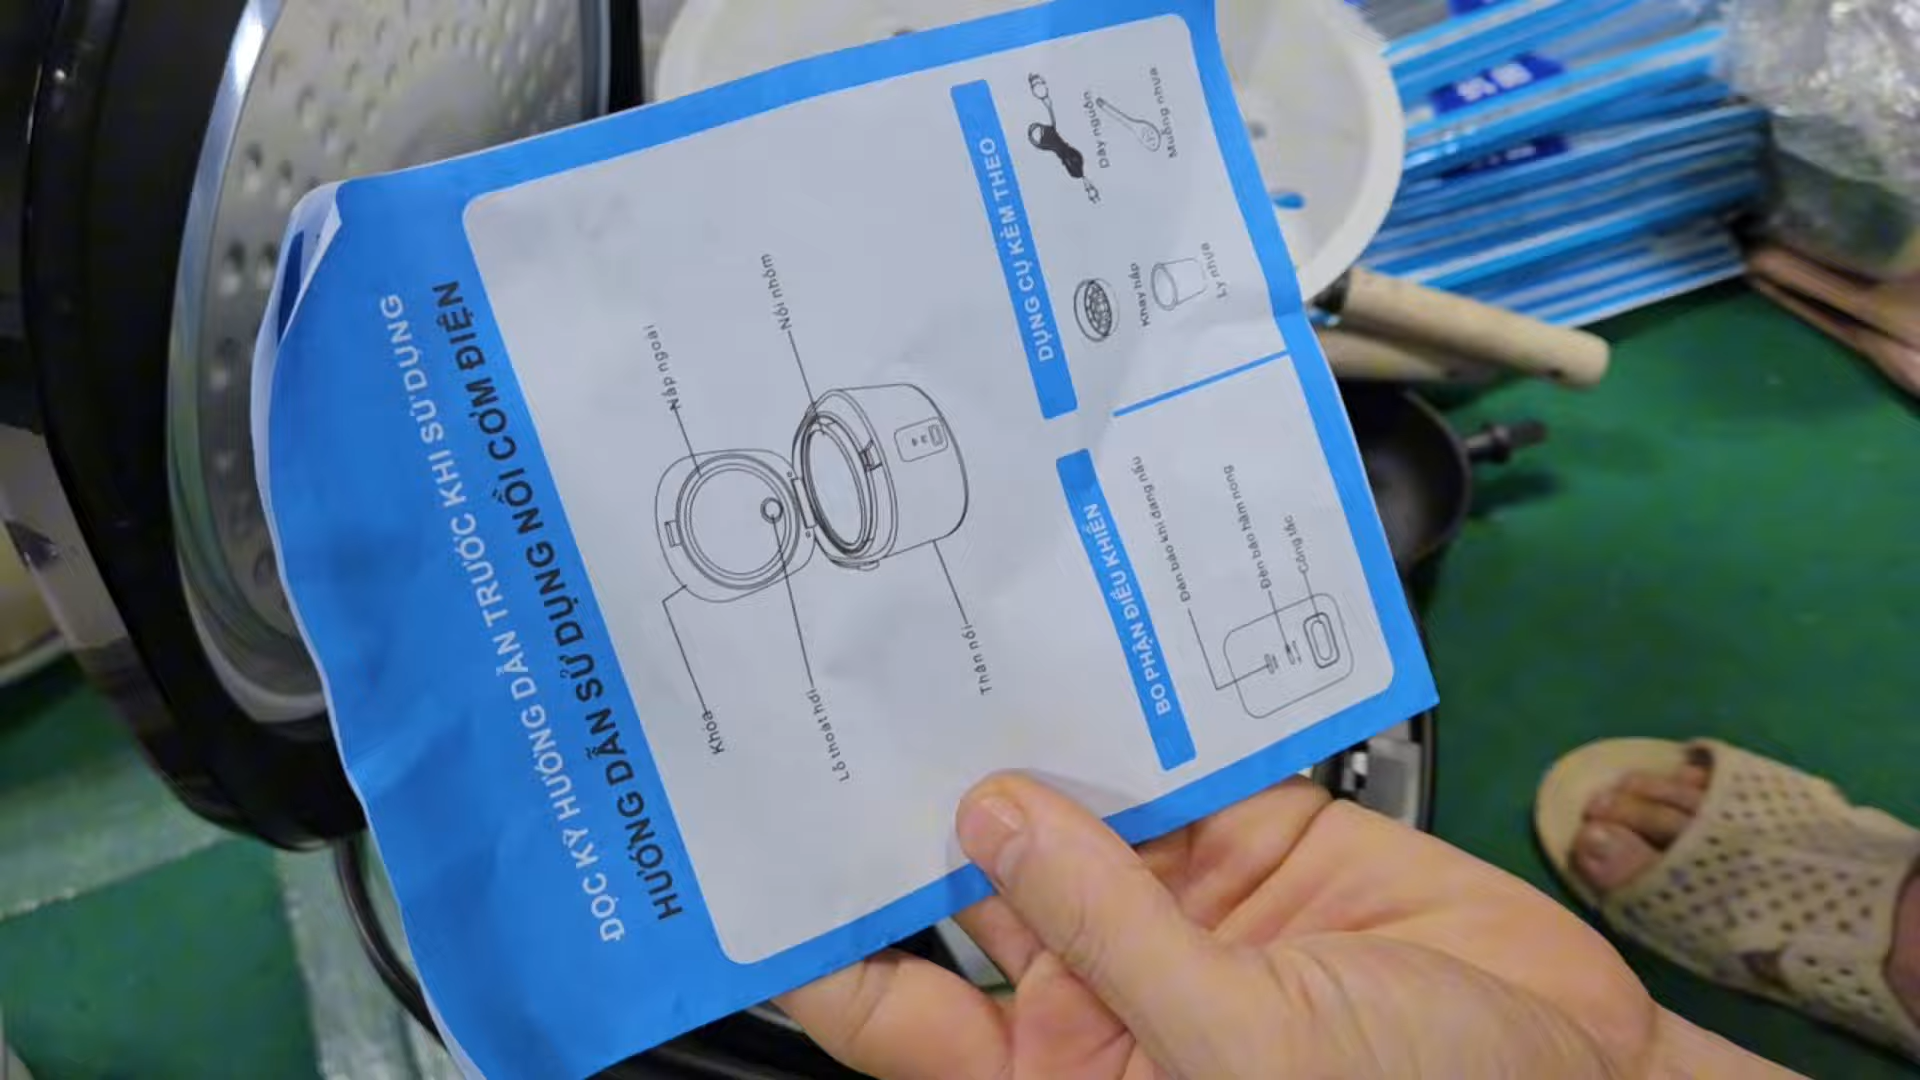 ĐỌC KỸ HƯỚNG DẪN TRƯỚC KHI SỬ DỤNG
HƯỚNG DẪN SỬ DỤNG NỒI CƠM ĐIỆN
Nắp ngoài
Nồi nhôm
Khóa
Lỗ thoát hơi
Thân nồi
BỘ PHẬN ĐIỀU KHIỂN
Đèn báo khi đang nấu
Đèn báo hâm nóng
Công tắc
DỤNG CỤ KÈM THEO
Khay hấp
Dây nguồn
Ly nhựa
Muỗng nhựa